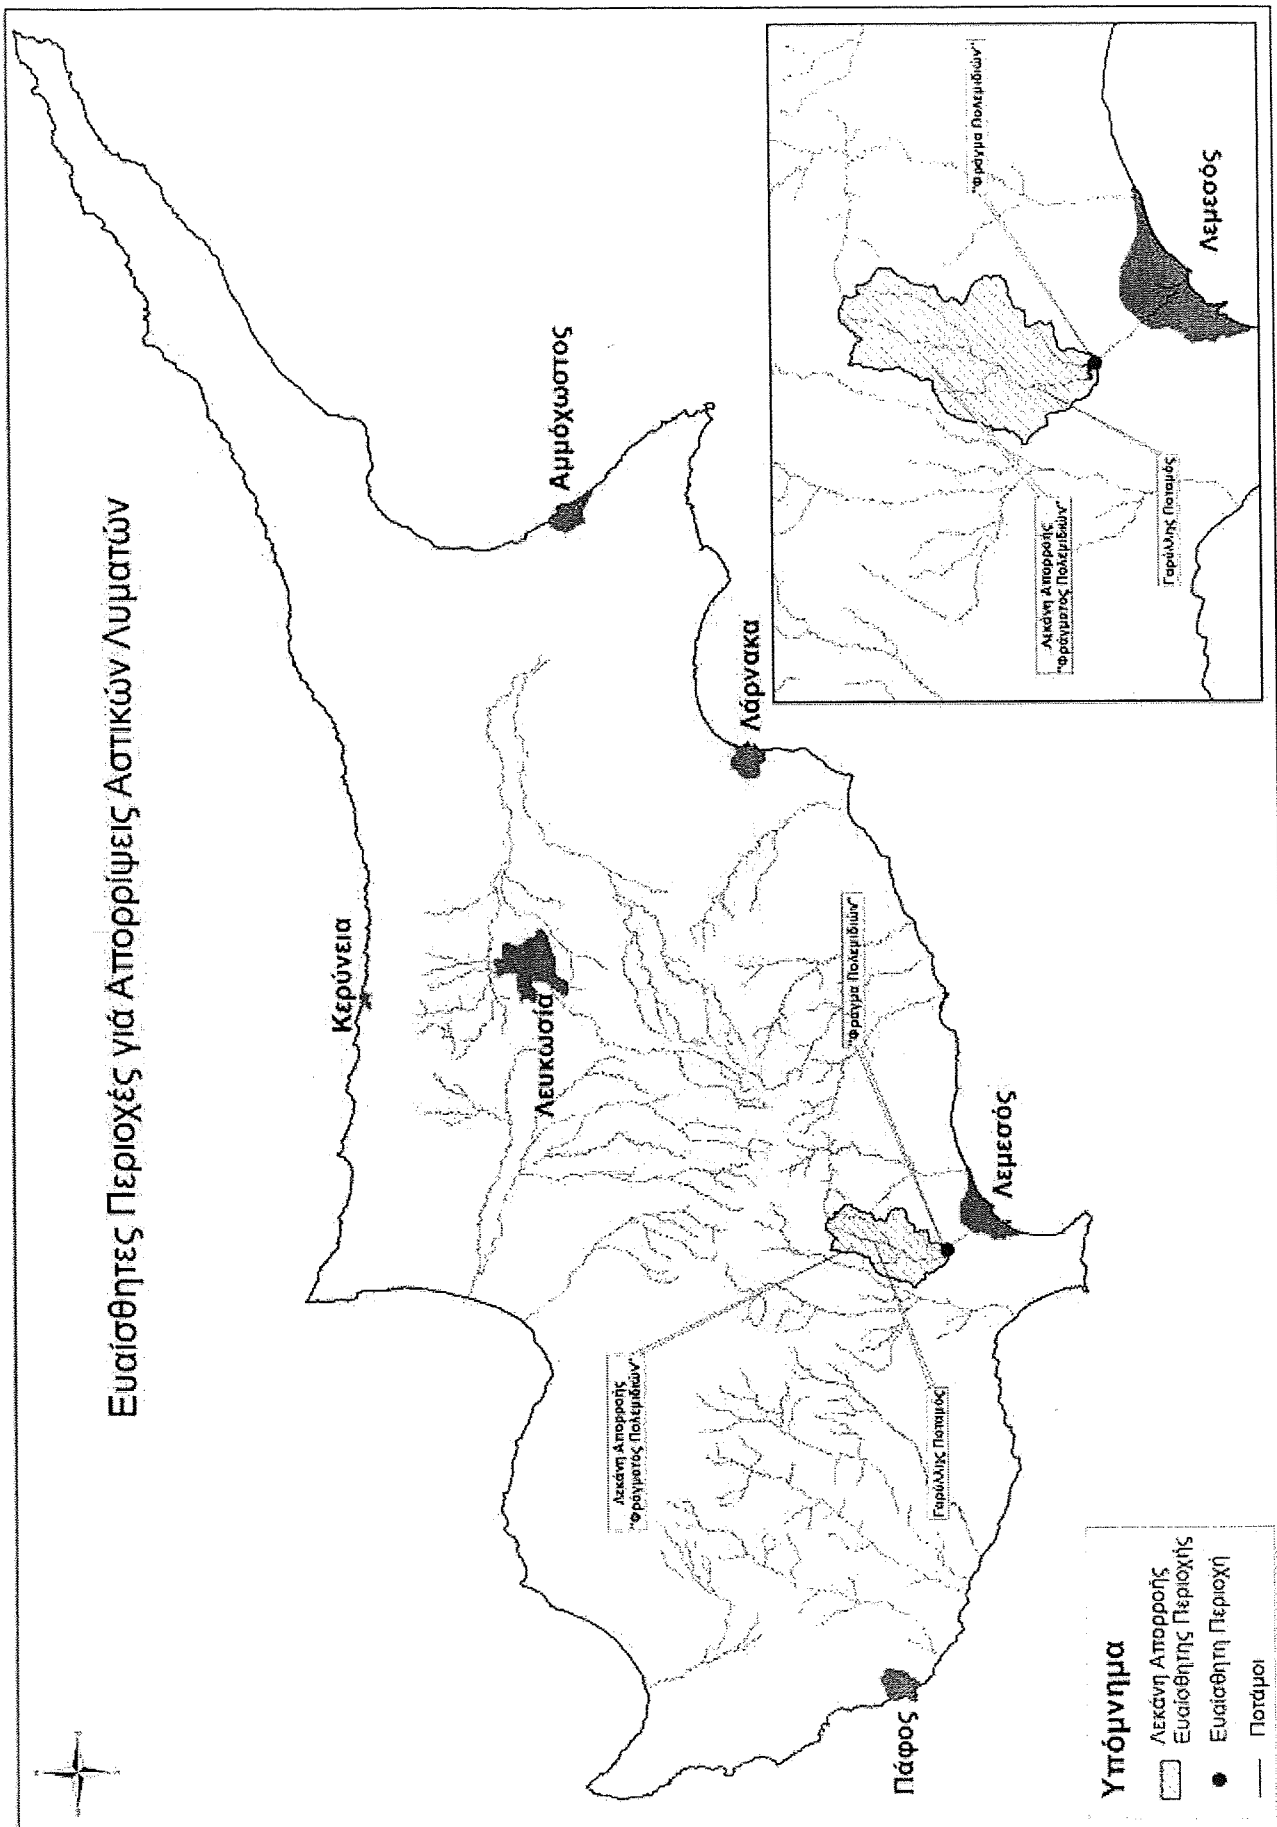 Ευαίσθητες Περιοχές γιά Απορρίψεις Αστικών Λυμάτων
Κερύνεια
Λευκωσία
Αμμόχωστος
Λάρνακα
Λεμεσός
Πάφος
Λεκάνη Απορροής
"Φράγματος Πολεμιδιών"
"Φράγμα Πολεμιδιών"
Γαρύλλης Ποταμός
"Φράγμα Πολεμιδιών"
Λεκάνη Απορροής
"Φράγματος Πολεμιδιών"
Γαρύλλης Ποταμός
Λεμεσός
Υπόμνημα
Λεκάνη Απορροής
Ευαίσθητης Περιοχής
Ευαίσθητη Περιοχή
Ποτάμοι